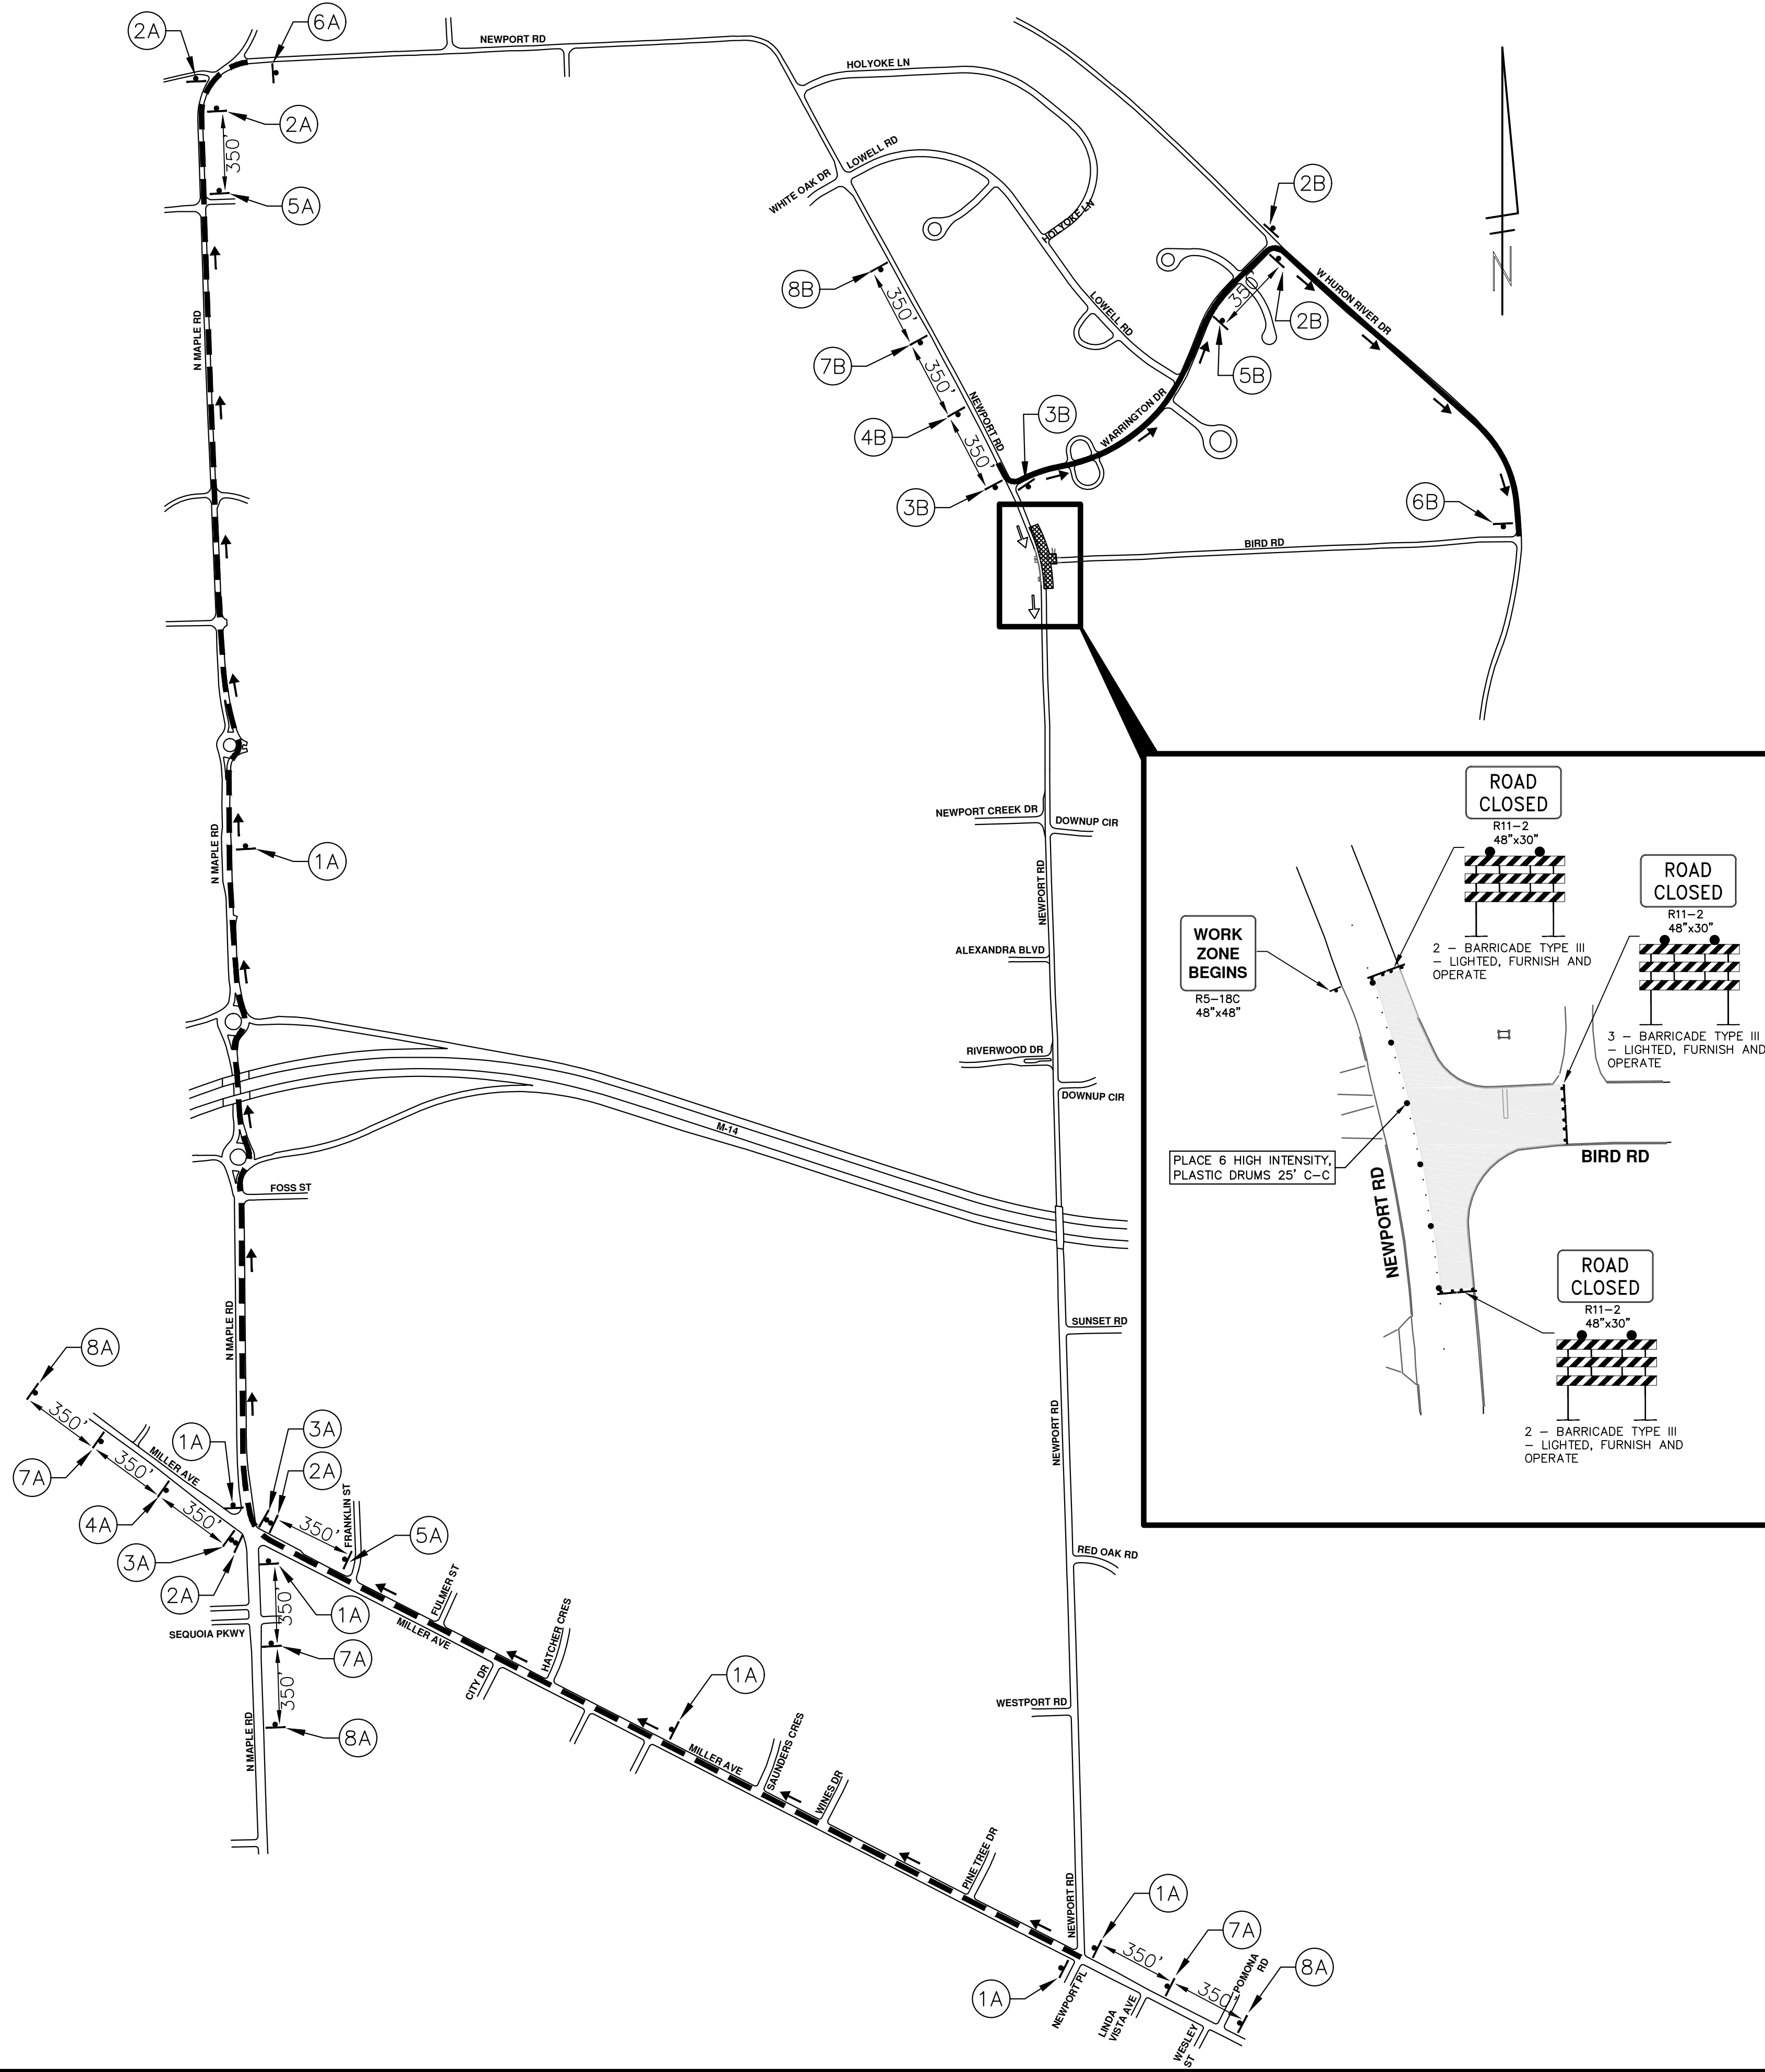 2A
6A
NEWPORT RD
HOLYOKE LN
2A
350'
5A
LOWELL RD
WHITE OAK DR
HOLYOKE LN
2B
N
8B
350'
LOWELL RD
350'
W HURON RIVER DR
2B
7B
350'
5B
N MAPLE RD
NEWPORT RD
4B
350'
3B
WARRINGTON DR
3B
6B
BIRD RD
NEWPORT CREEK DR
DOWNUP CIR
N MAPLE RD
1A
NEWPORT RD
ALEXANDRA BLVD
RIVERWOOD DR
DOWNUP CIR
M-14
FOSS ST
ROAD
CLOSED
R11-2
48"x30"
2 - BARRICADE TYPE III
- LIGHTED, FURNISH AND
OPERATE
ROAD
CLOSED
R11-2
48"x30"
3 - BARRICADE TYPE III
- LIGHTED, FURNISH AND
OPERATE
WORK
ZONE
BEGINS
R5-18C
48"x48"
PLACE 6 HIGH INTENSITY,
PLASTIC DRUMS 25' C-C
NEWPORT RD
BIRD RD
ROAD
CLOSED
R11-2
48"x30"
2 - BARRICADE TYPE III
- LIGHTED, FURNISH AND
OPERATE
SUNSET RD
N MAPLE RD
NEWPORT RD
8A
350'
7A
MILLER AVE
350'
1A
3A
2A
4A
350'
3A
2A
350'
FRANKLIN ST
5A
RED OAK RD
1A
350'
SEQUOIA PKWY
7A
350'
8A
N MAPLE RD
MILLER AVE
FULMER ST
CITY DR
HATCHER CRES
1A
MILLER AVE
SAUNDERS CRES
WINES DR
WESTPORT RD
PINE TREE DR
NEWPORT RD
1A
350'
7A
350'
POMONA
RD
8A
1A
NEWPORT PL
LINDA
VISTA AVE
WESLEY
ST